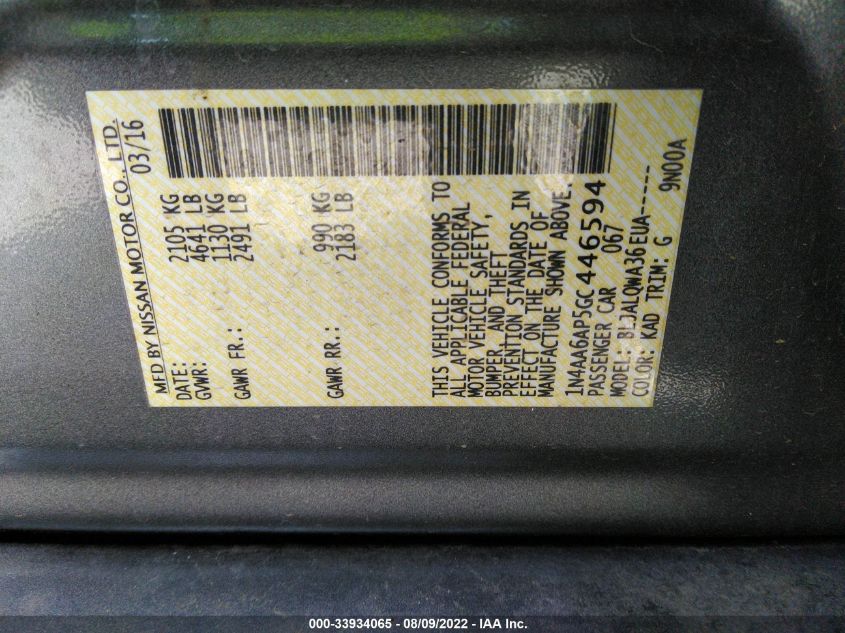 MFD BY NISSAN MOTOR CO., LTD.
DATE: 03/16
GVWR: 2105 KG
4641 LB
GAWR FR.: 1130 KG
2491 LB
GAWR RR.: 990 KG
2183 LB
THIS VEHICLE CONFORMS TO
ALL APPLICABLE FEDERAL
MOTOR VEHICLE SAFETY,
BUMPER, AND THEFT
PREVENTION STANDARDS IN
EFFECT ON THE DATE OF
MANUFACTURE SHOWN ABOVE.
1N4AA6AP5GC446594
PASSENGER CAR 067
MODEL: BLJALQWA36EUA------
COLOR: KAD TRIM: G 9N00A
000-33934065 - 08/09/2022 - IAA Inc.